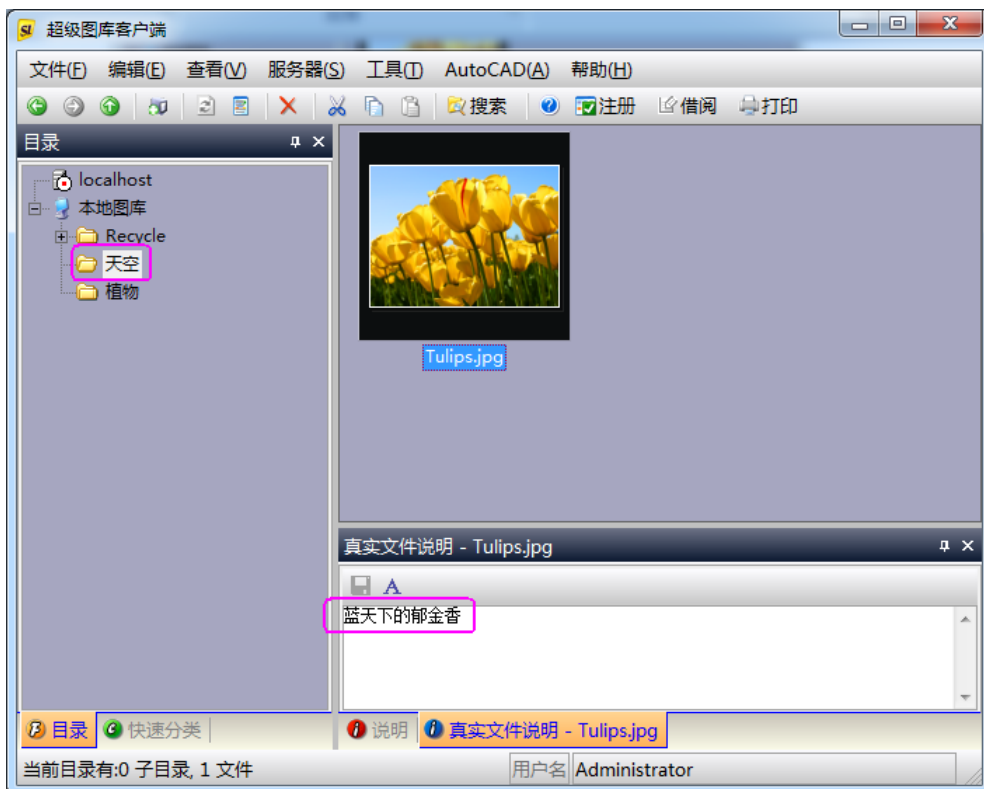 SL 超级图库客户端
文件(F) 编辑(E) 查看(V) 服务器(S) 工具(T) AutoCAD(A) 帮助(H)
搜索 注册 借阅 打印
目录
localhost
本地图库
Recycle
天空
植物
Tulips.jpg
真实文件说明 - Tulips.jpg
A
蓝天下的郁金香
目录 快速分类 说明 真实文件说明 - Tulips.jpg
当前目录有:0 子目录, 1 文件 用户名 Administrator